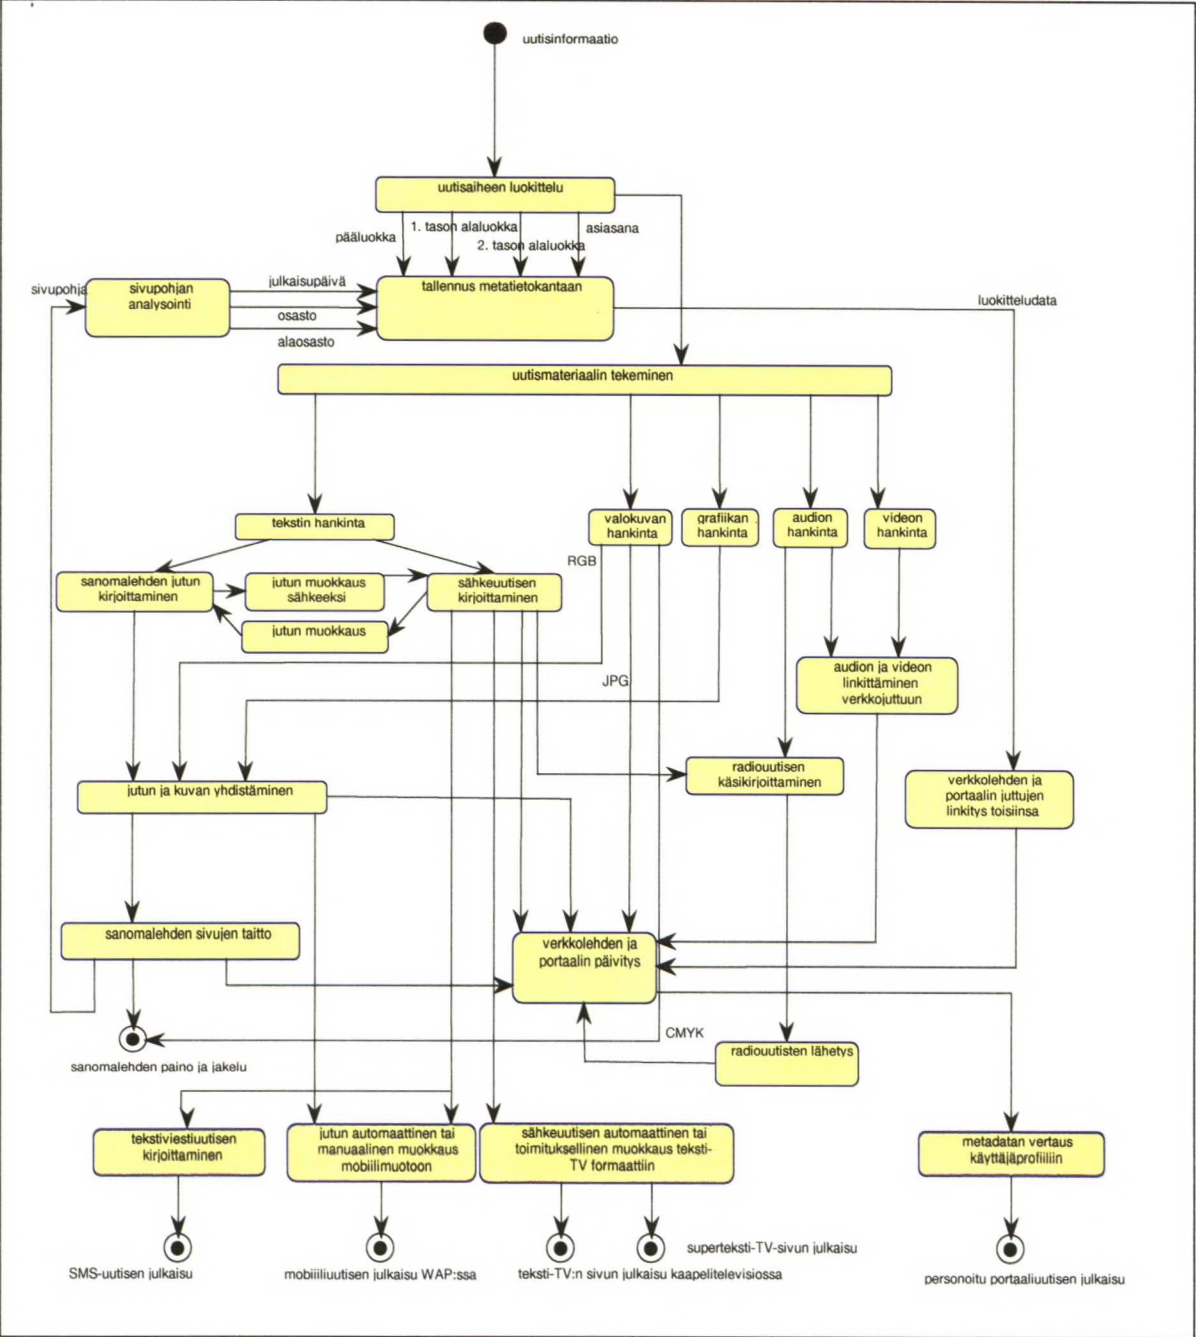 uutisinformaatio
uutisaiheen luokittelu
pääluokka
1. tason alaluokka
2. tason alaluokka
asiasana
sivupohja
sivupohjan
analysointi
julkaisupäivä
osasto
alaosasto
tallennus metatietokantaan
luokitteludata
uutismateriaalin tekeminen
tekstin hankinta
valokuvan
hankinta
grafiikan
hankinta
audion
hankinta
videon
hankinta
RGB
sanomalehden jutun
kirjoittaminen
jutun muokkaus
sähkeeksi
sähkeuutisen
kirjoittaminen
jutun muokkaus
JPG
audion ja videon
linkittäminen
verkkojuttuun
jutun ja kuvan yhdistäminen
radiouutisen
käsikirjoittaminen
verkkolehden ja
portaalin juttujen
linkitys toisiinsa
sanomalehden sivujen taitto
verkkolehden ja
portaalin päivitys
CMYK
sanomalehden paino ja jakelu
radiouutisten lähetys
tekstiviestiuutisen
kirjoittaminen
jutun automaattinen tai
manuaalinen muokkaus
mobiilimuotoon
sähkeuutisen automaattinen tai
toimituksellinen muokkaus teksti-
TV formaattiin
metadatan vertaus
käyttäjäprofiiliin
SMS-uutisen julkaisu
mobiiiliuutisen julkaisu WAP:ssa
teksti-TV:n sivun julkaisu kaapelitelevisiossa
superteksti-TV-sivun julkaisu
personoitu portaaliuutisen julkaisu